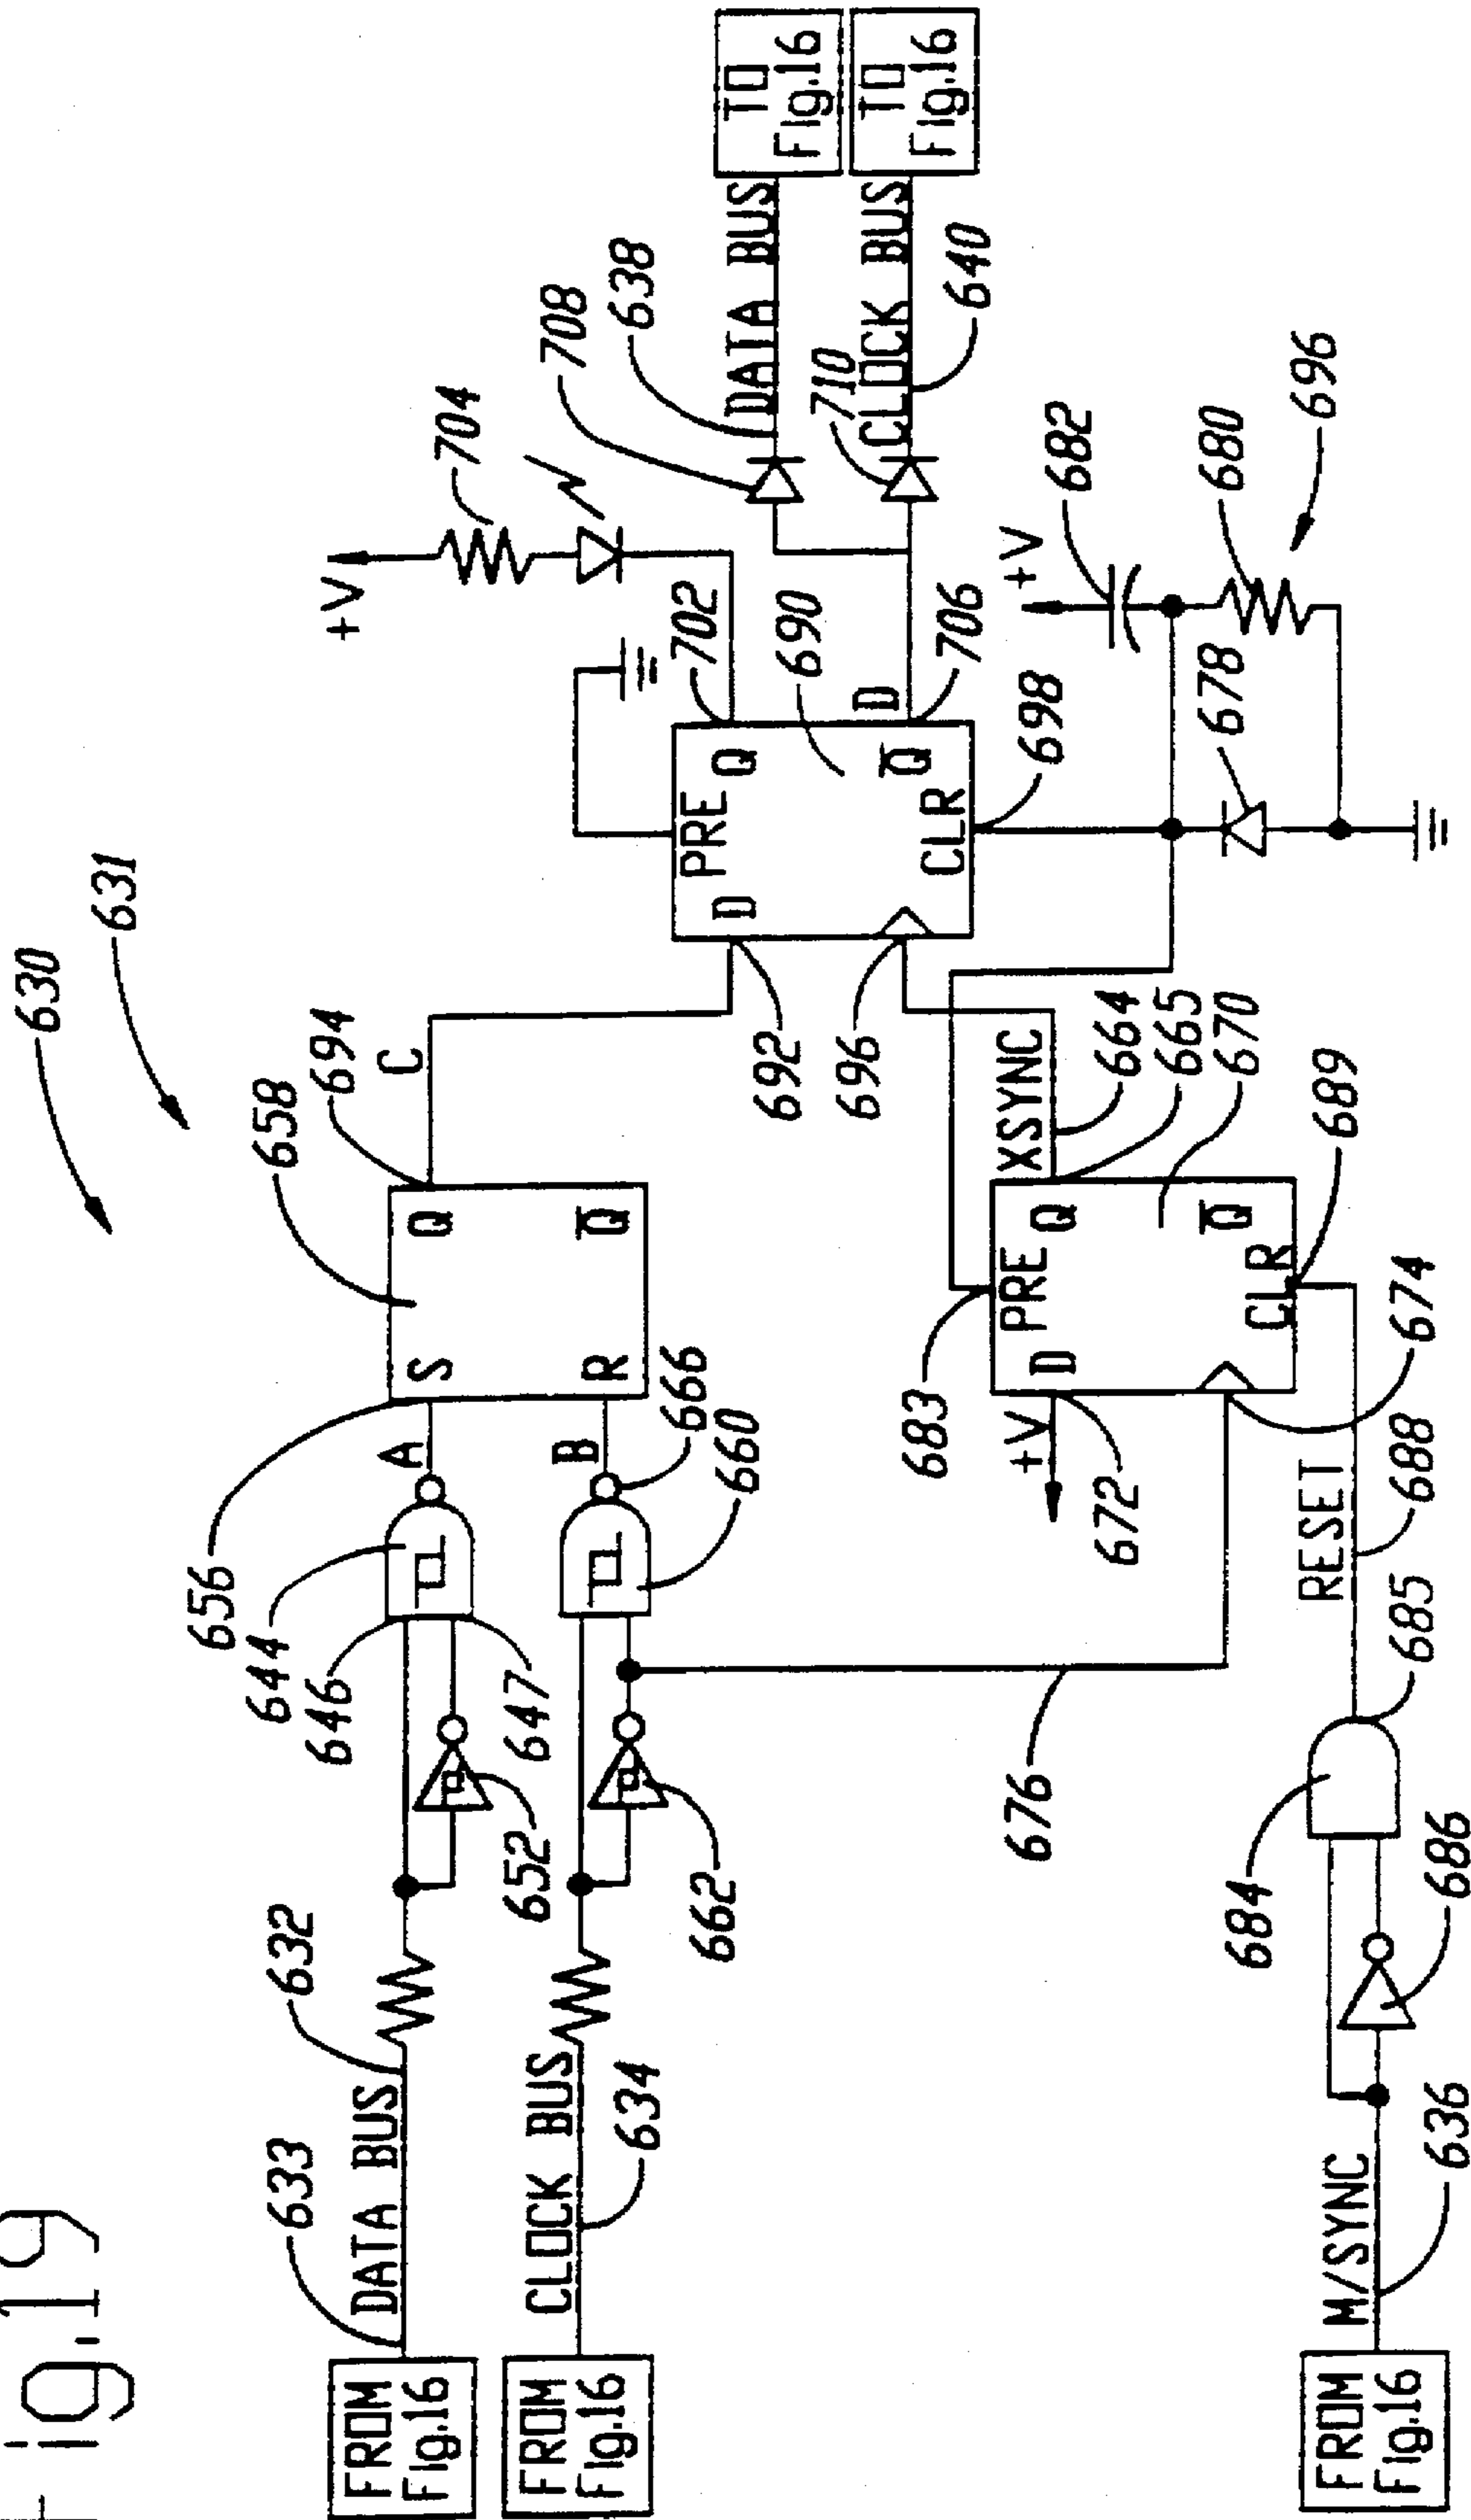 Fig.19
630
631
FROM
Fig.16
633
DATA BUS
632
FROM
Fig.16
CLOCK BUS
634
652
662
644
646
647
656
A
B
660
666
658
S
Q
R
Q̅
694
C
692
696
D
PRE
Q
Q̅
CLR
690
702
+V
704
708
638
710
D
706
698
DATA BUS
TO
Fig.16
CLOCK BUS
TO
Fig.16
640
+V
682
680
678
696
FROM
Fig.16
M/SYNC
636
684
686
685
RESET
688
676
+V
672
683
D
PRE
Q
Q̅
CLR
674
689
670
665
664
XSYNC